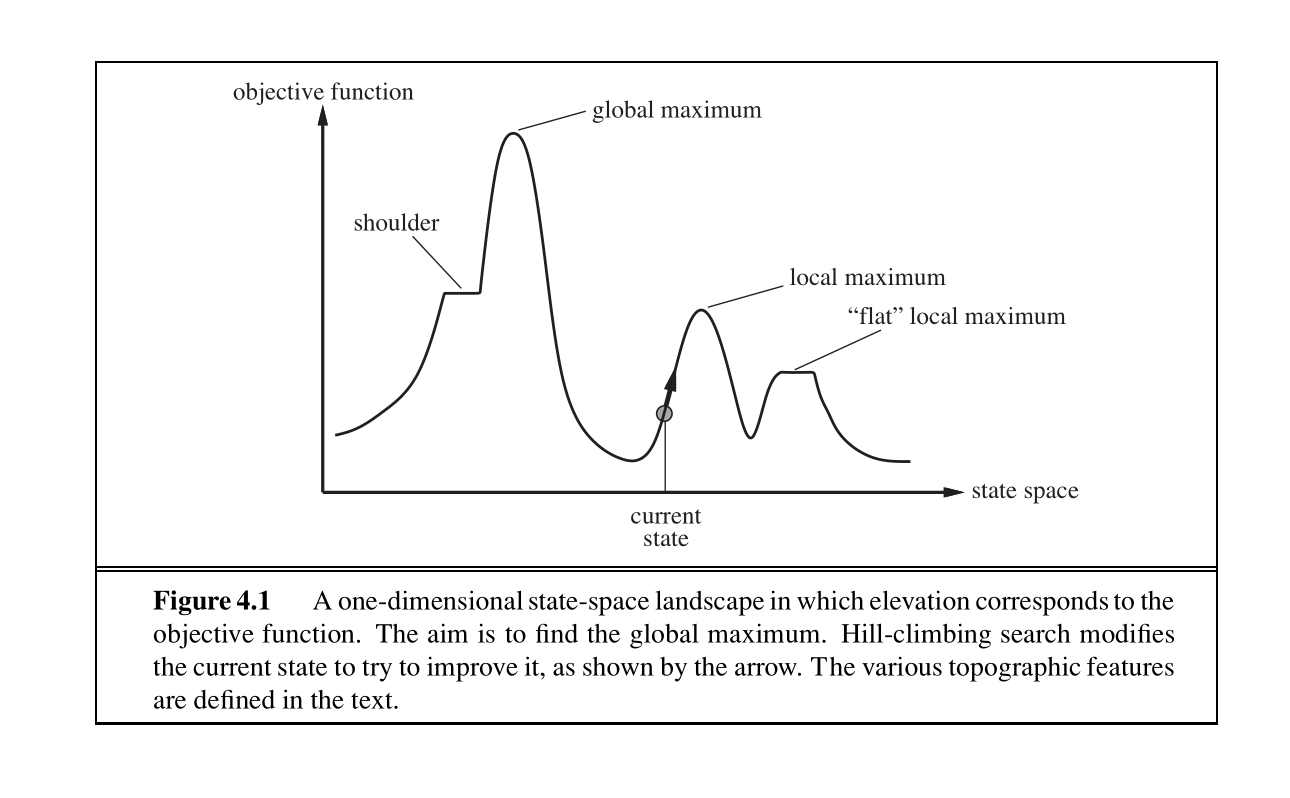 objective function
global maximum
shoulder
local maximum
“flat” local maximum
state space
current
state
Figure 4.1 A one-dimensional state-space landscape in which elevation corresponds to the
objective function. The aim is to find the global maximum. Hill-climbing search modifies
the current state to try to improve it, as shown by the arrow. The various topographic features
are defined in the text.